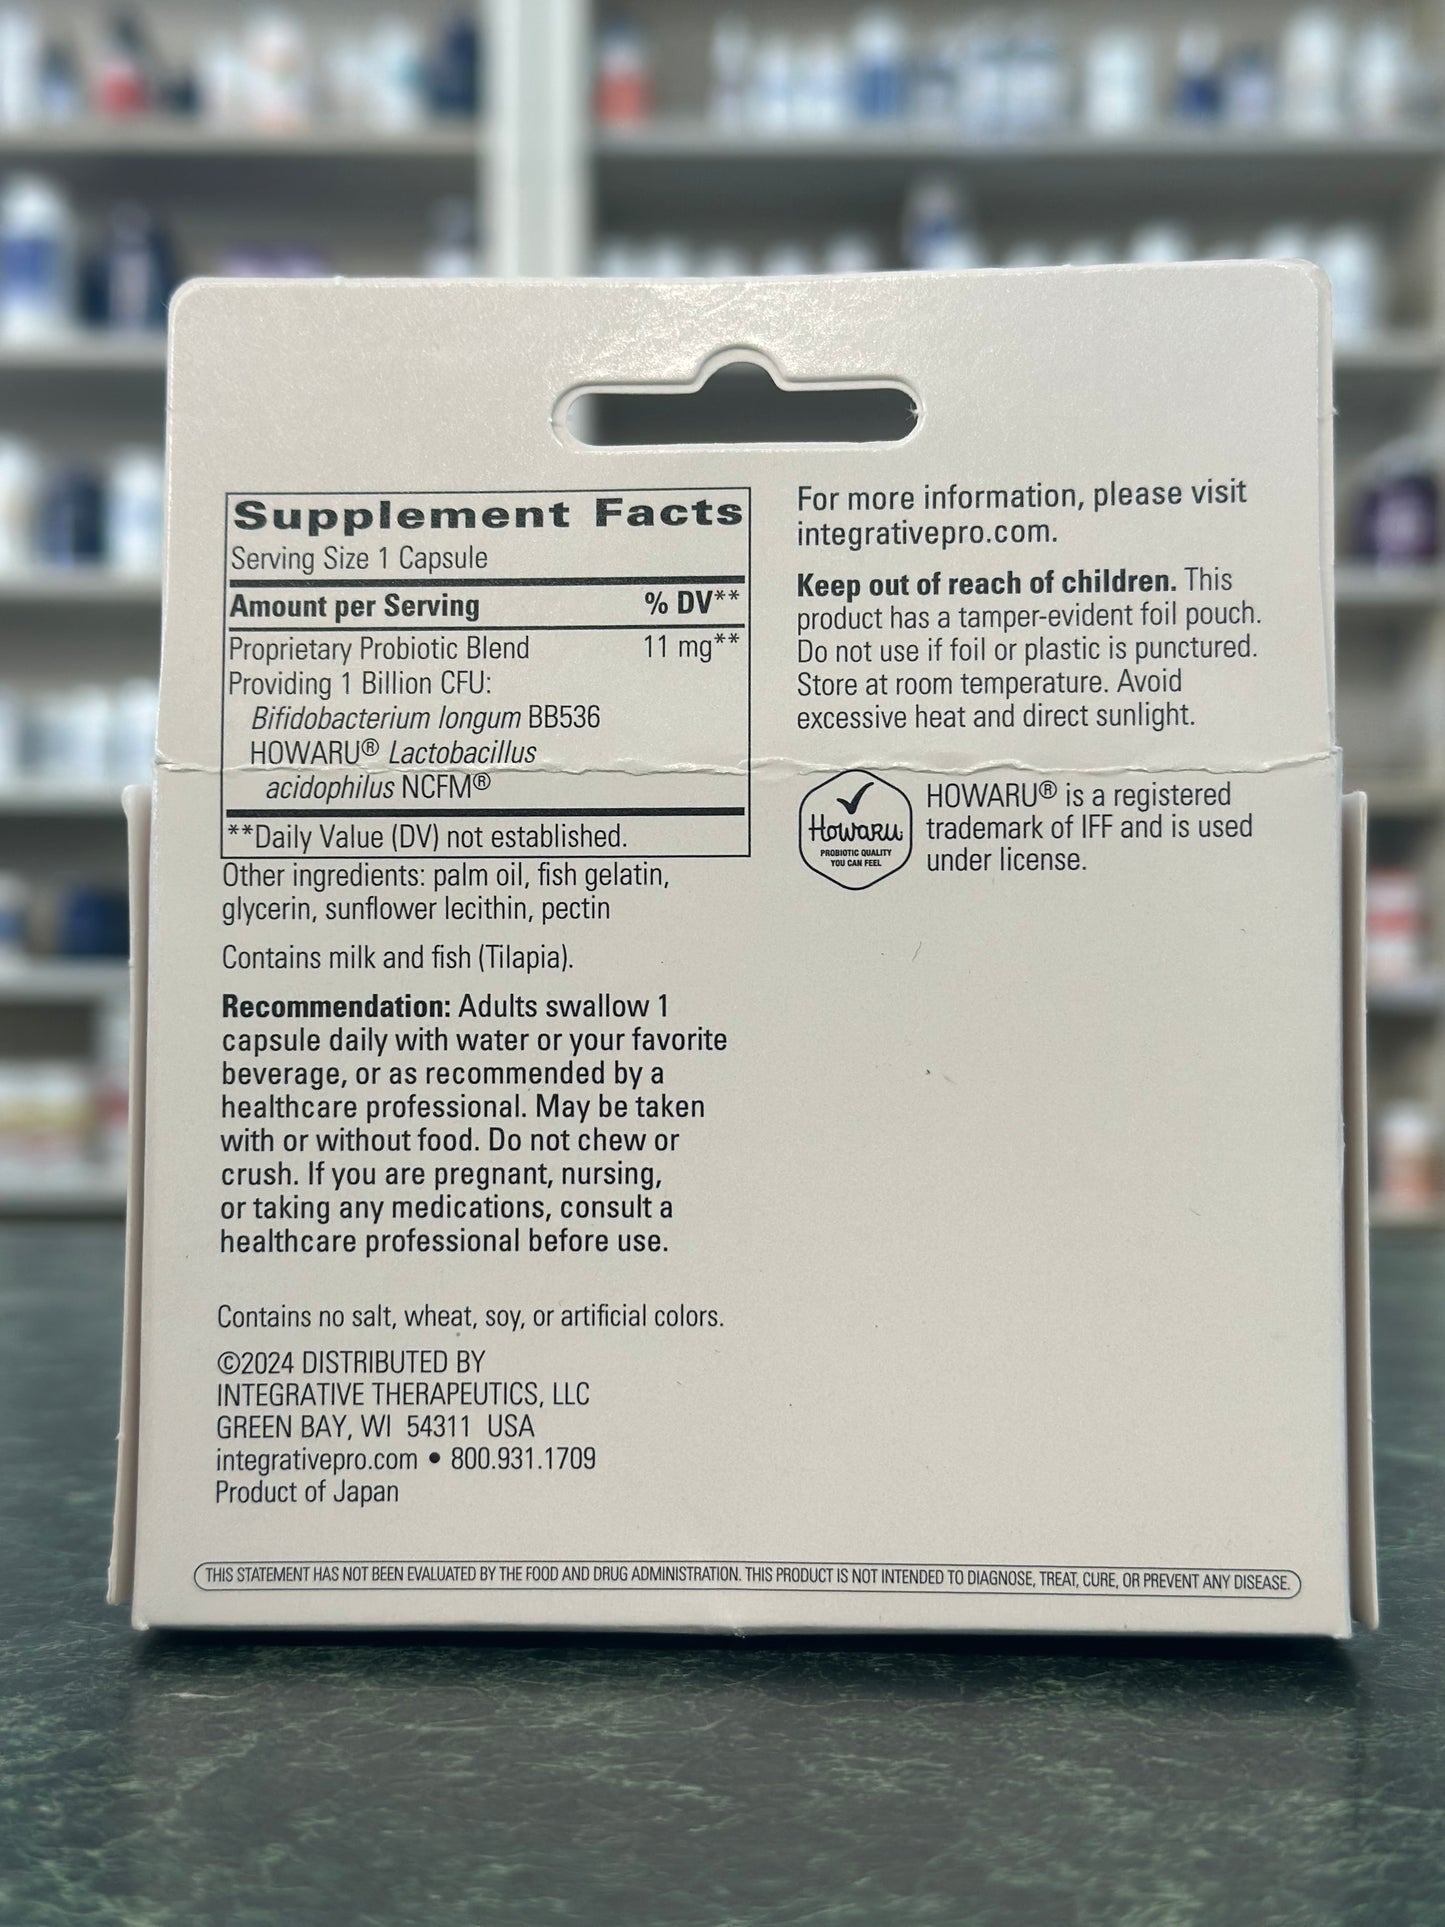 Supplement Facts
Serving Size 1 Capsule
Amount per Serving % DV**
Proprietary Probiotic Blend 11 mg**
Providing 1 Billion CFU:
Bifidobacterium longum BB536
HOWARU® Lactobacillus
acidophilus NCFM®
**Daily Value (DV) not established.
Other ingredients: palm oil, fish gelatin,
glycerin, sunflower lecithin, pectin
Contains milk and fish (Tilapia).
Recommendation: Adults swallow 1
capsule daily with water or your favorite
beverage, or as recommended by a
healthcare professional. May be taken
with or without food. Do not chew or
crush. If you are pregnant, nursing,
or taking any medications, consult a
healthcare professional before use.
Contains no salt, wheat, soy, or artificial colors.
©2024 DISTRIBUTED BY
INTEGRATIVE THERAPEUTICS, LLC
GREEN BAY, WI 54311 USA
integrativepro.com • 800.931.1709
Product of Japan
For more information, please visit
integrativepro.com.
Keep out of reach of children. This
product has a tamper-evident foil pouch.
Do not use if foil or plastic is punctured.
Store at room temperature. Avoid
excessive heat and direct sunlight.
Howaru
PROBIOTIC QUALITY
YOU CAN FEEL
HOWARU® is a registered
trademark of IFF and is used
under license.
THIS STATEMENT HAS NOT BEEN EVALUATED BY THE FOOD AND DRUG ADMINISTRATION. THIS PRODUCT IS NOT INTENDED TO DIAGNOSE, TREAT, CURE, OR PREVENT ANY DISEASE.